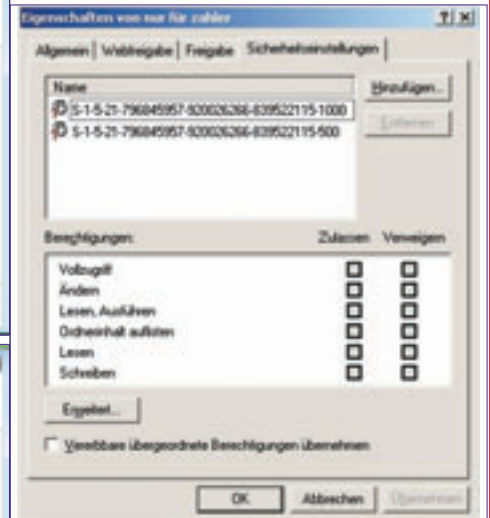 Eigenschaften von nur für zahler
Allgemein Webfreigabe Freigabe Sicherheitseinstellungen
Name
Hinzufügen...
S-1-5-21-796845957-920026266-839522115-1000
Entfernen
S-1-5-21-796845957-920026266-839522115-500
Berechtigungen: Zulassen Verweigern
Vollzugriff
Ändern
Lesen, Ausführen
Ordnerinhalt auflisten
Lesen
Schreiben
Erweitert...
Vererbbare übergeordnete Berechtigungen übernehmen
OK Abbrechen Übernehmen